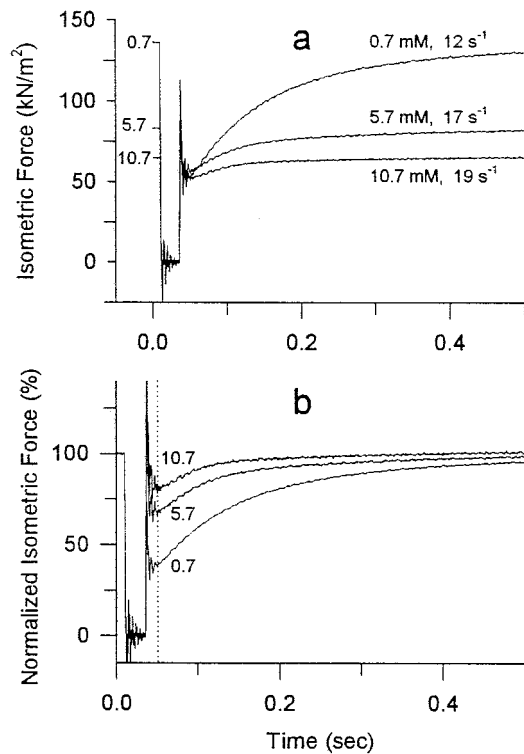 a
Isometric Force (kN/m²)
150
100
50
0
0.7
5.7
10.7
0.7 mM, 12 s⁻¹
5.7 mM, 17 s⁻¹
10.7 mM, 19 s⁻¹
0.0
0.2
0.4
b
Normalized Isometric Force (%)
100
50
0
10.7
5.7
0.7
0.0
0.2
0.4
Time (sec)